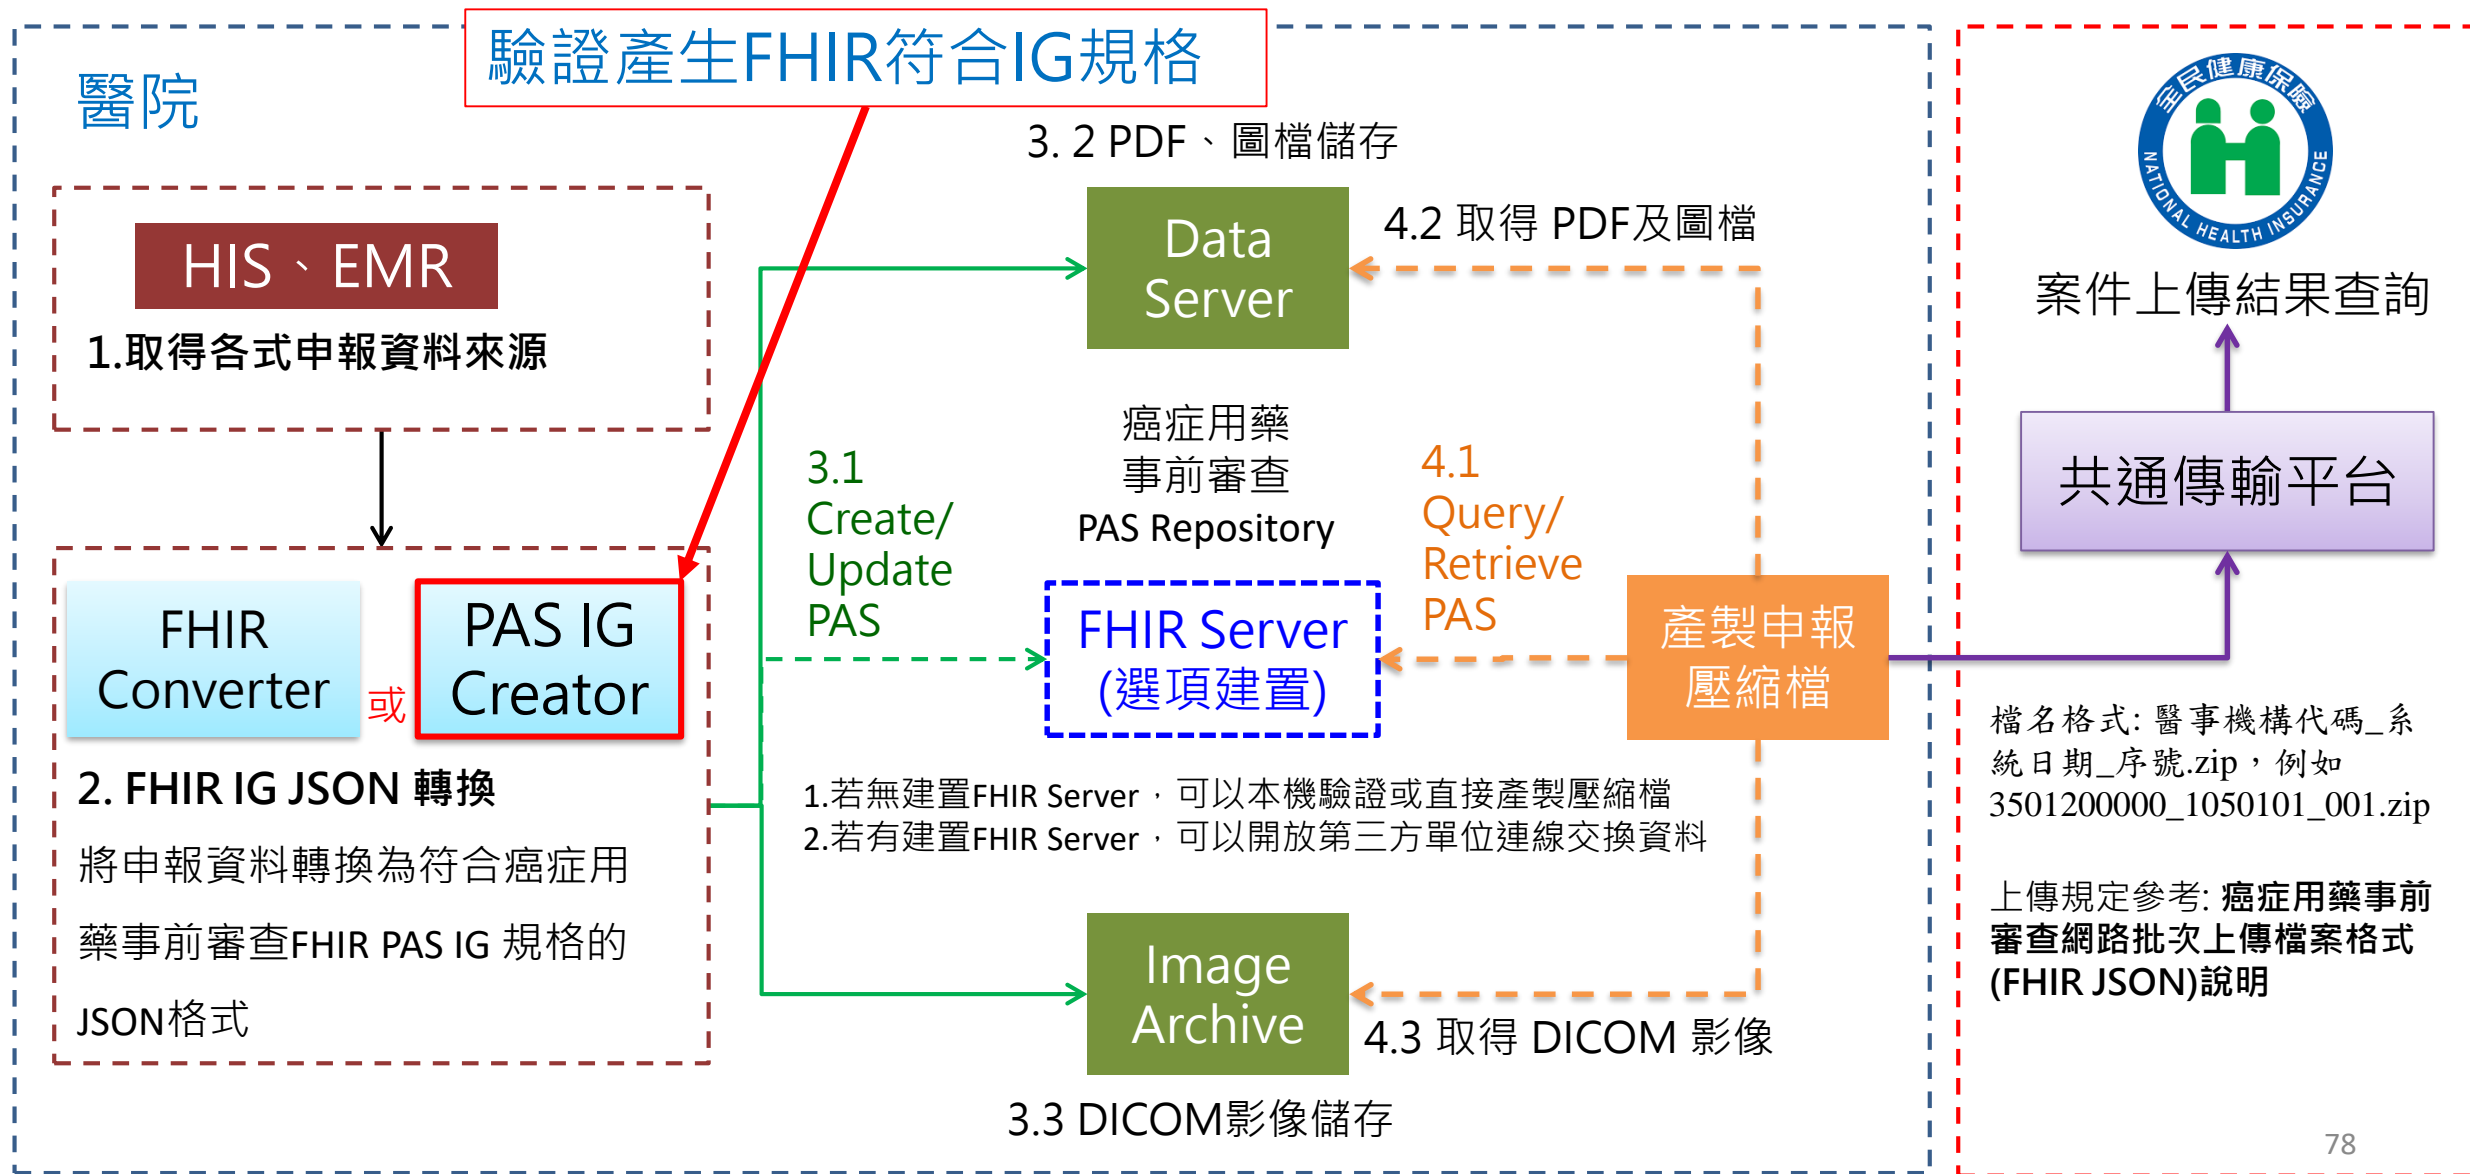 驗證產生FHIR符合IG規格
醫院
HIS、EMR
1.取得各式申報資料來源
FHIR
Converter
或
PAS IG
Creator
2. FHIR IG JSON 轉換
將申報資料轉換為符合癌症用
藥事前審查FHIR PAS IG 規格的
JSON格式
3. 2 PDF、圖檔儲存
Data
Server
4.2 取得 PDF及圖檔
3.1
Create/
Update
PAS
癌症用藥
事前審查
PAS Repository
FHIR Server
(選項建置)
4.1
Query/
Retrieve
PAS
產製申報
壓縮檔
1.若無建置FHIR Server，可以本機驗證或直接產製壓縮檔
2.若有建置FHIR Server，可以開放第三方單位連線交換資料
Image
Archive
4.3 取得 DICOM 影像
3.3 DICOM影像儲存
全民健康保險
NATIONAL HEALTH INSURANCE
案件上傳結果查詢
共通傳輸平台
檔名格式: 醫事機構代碼_系
統日期_序號.zip，例如
3501200000_1050101_001.zip
上傳規定參考: 癌症用藥事前
審查網路批次上傳檔案格式
(FHIR JSON)說明
78